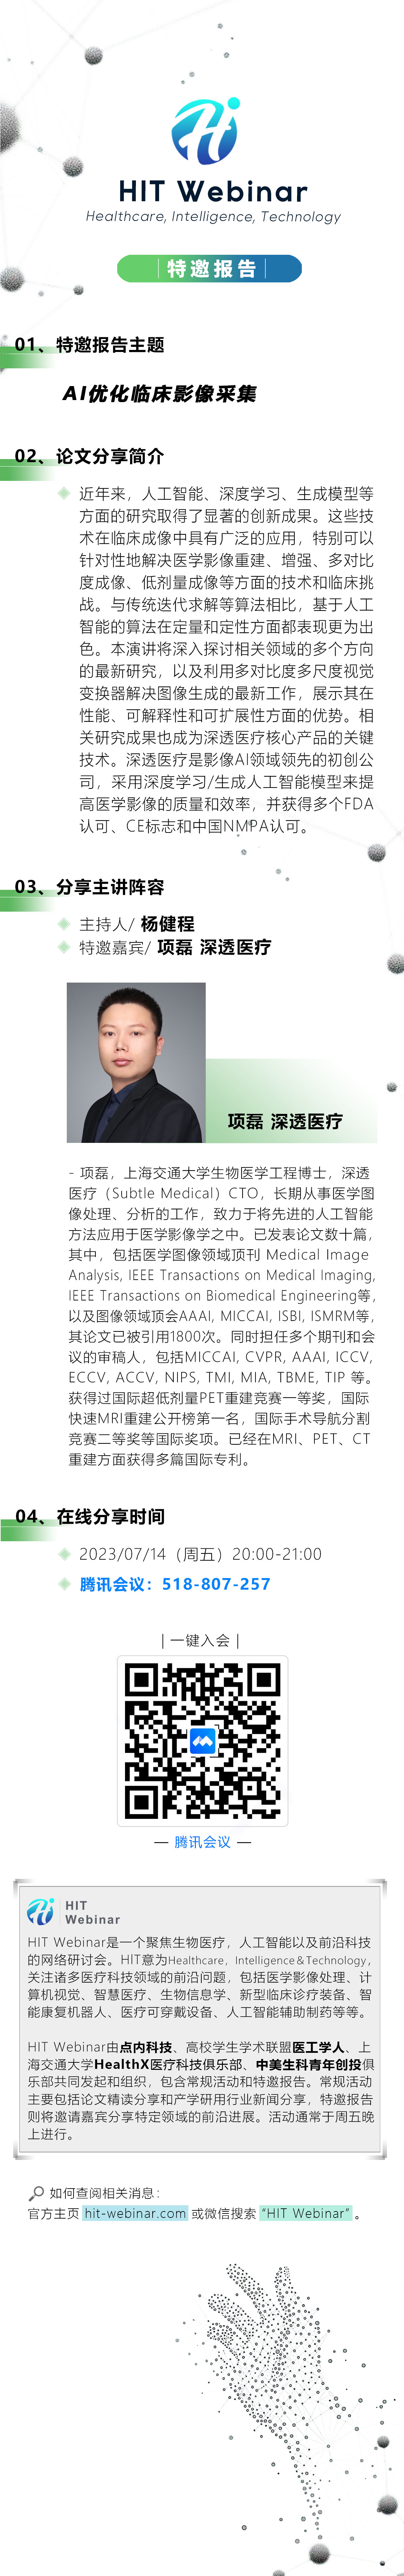 HIT Webinar
Healthcare, Intelligence, Technology
特邀报告
01、特邀报告主题
AI优化临床影像采集
02、论文分享简介
近年来，人工智能、深度学习、生成模型等
方面的研究取得了显著的创新成果。这些技
术在临床成像中具有广泛的应用，特别可以
针对性地解决医学影像重建、增强、多对比
度成像、低剂量成像等方面的技术和临床挑
战。与传统迭代求解等算法相比，基于人工
智能的算法在定量和定性方面都表现更为出
色。本演讲将深入探讨相关领域的多个方向
的最新研究，以及利用多对比度多尺度视觉
变换器解决图像生成的最新工作，展示其在
性能、可解释性和可扩展性方面的优势。相
关研究成果也成为深透医疗核心产品的关键
技术。深透医疗是影像AI领域领先的初创公
司，采用深度学习/生成人工智能模型来提
高医学影像的质量和效率，并获得多个FDA
认可、CE标志和中国NMPA认可。
03、分享主讲阵容
主持人/ 杨健程
特邀嘉宾/ 项磊 深透医疗
项磊 深透医疗
- 项磊，上海交通大学生物医学工程博士，深透
医疗（Subtle Medical）CTO，长期从事医学图
像处理、分析的工作，致力于将先进的人工智能
方法应用于医学影像学之中。已发表论文数十篇，
其中，包括医学图像领域顶刊 Medical Image
Analysis, IEEE Transactions on Medical Imaging,
IEEE Transactions on Biomedical Engineering等，
以及图像领域顶会AAAI, MICCAI, ISBI, ISMRM等，
其论文已被引用1800次。同时担任多个期刊和会
议的审稿人，包括MICCAI, CVPR, AAAI, ICCV,
ECCV, ACCV, NIPS, TMI, MIA, TBME, TIP 等。
获得过国际超低剂量PET重建竞赛一等奖，国际
快速MRI重建公开榜第一名，国际手术导航分割
竞赛二等奖等国际奖项。已经在MRI、PET、CT
重建方面获得多篇国际专利。
04、在线分享时间
2023/07/14（周五）20:00-21:00
腾讯会议：518-807-257
| 一键入会 |
— 腾讯会议 —
HIT
Webinar
HIT Webinar是一个聚焦生物医疗，人工智能以及前沿科技
的网络研讨会。HIT意为Healthcare，Intelligence＆Technology，
关注诸多医疗科技领域的前沿问题，包括医学影像处理、计
算机视觉、智慧医疗、生物信息学、新型临床诊疗装备、智
能康复机器人、医疗可穿戴设备、人工智能辅助制药等等。
HIT Webinar由点内科技、高校学生学术联盟医工学人、上
海交通大学HealthX医疗科技俱乐部、中美生科青年创投俱
乐部共同发起和组织，包含常规活动和特邀报告。常规活动
主要包括论文精读分享和产学研用行业新闻分享，特邀报告
则将邀请嘉宾分享特定领域的前沿进展。活动通常于周五晚
上进行。
如何查阅相关消息：
官方主页 hit-webinar.com 或微信搜索 “HIT Webinar” 。